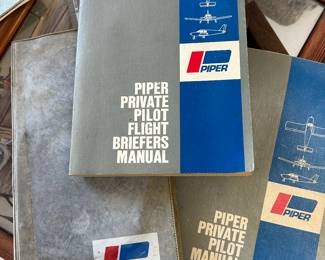 PIPER
PIPER
PRIVATE
PILOT
FLIGHT
BRIEFERS
MANUAL
PIPER
PIPER
PRIVATE
PILOT
MANUAL